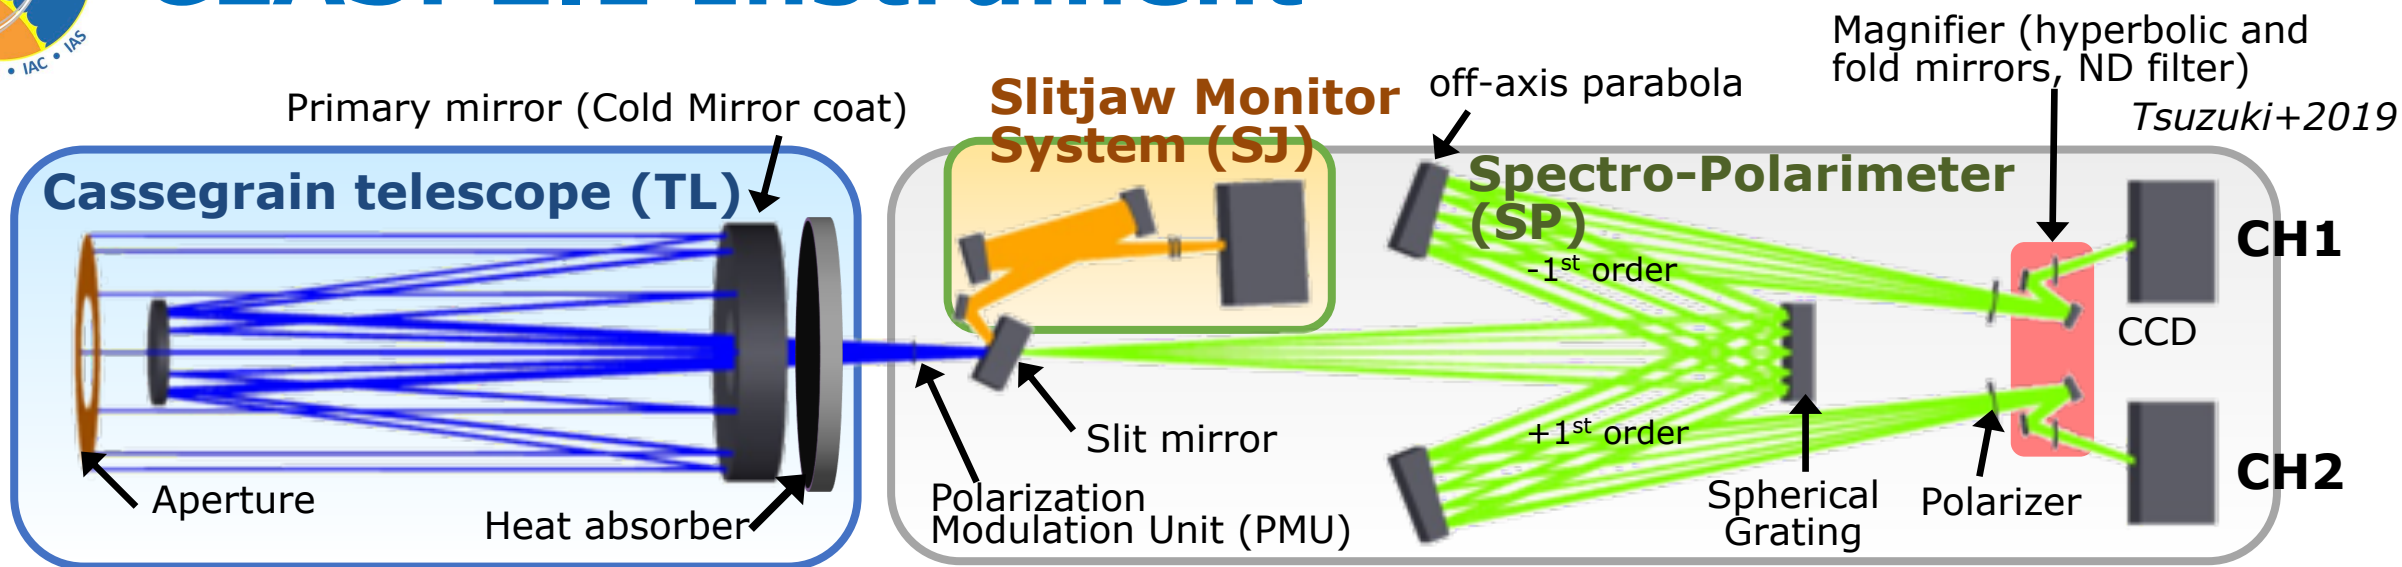 • IAC • IAS
Magnifier (hyperbolic and
fold mirrors, ND filter)
Tsuzuki+2019
off-axis parabola
Slitjaw Monitor
System (SJ)
Primary mirror (Cold Mirror coat)
Cassegrain telescope (TL)
Spectro-Polarimeter
(SP)
CH1
-1st order
CCD
+1st order
Slit mirror
CH2
Aperture
Heat absorber
Polarization
Modulation Unit (PMU)
Spherical
Grating
Polarizer